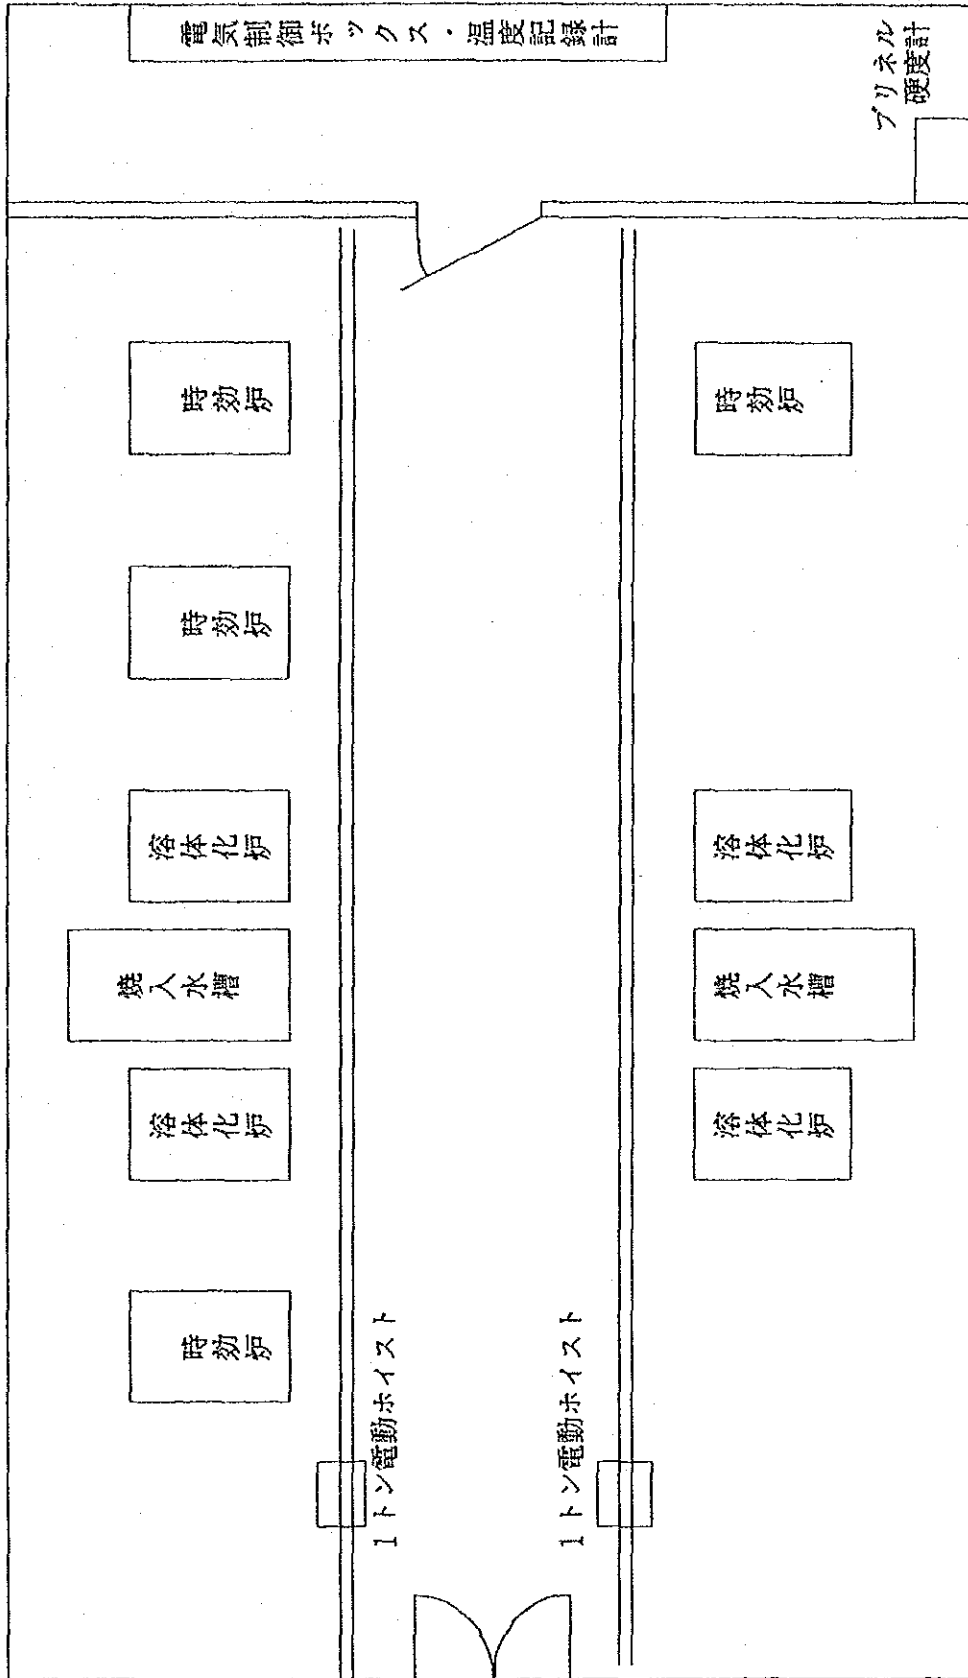 電気制御ボックス・温度記録計
ブリネル
硬度計
時効炉
時効炉
時効炉
溶体化炉
溶体化炉
焼入水槽
焼入水槽
溶体化炉
溶体化炉
時効炉
1トン電動ホイスト
1トン電動ホイスト